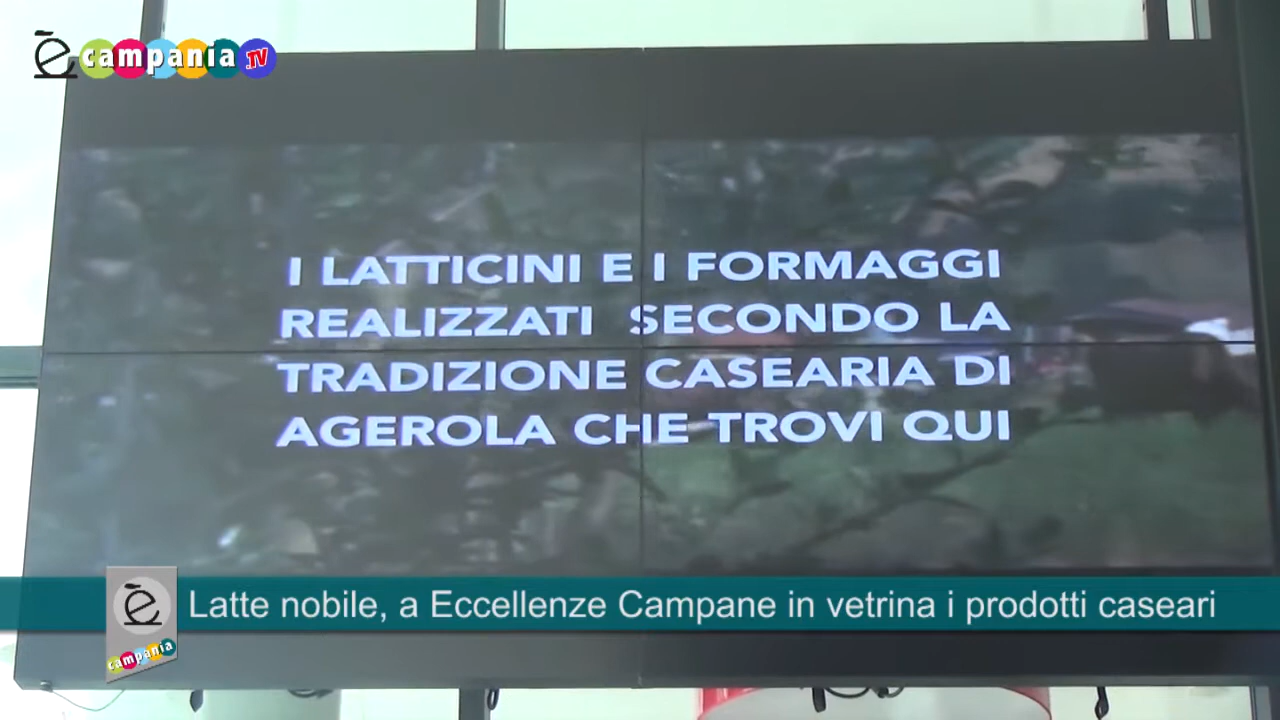 è campania.TV
I LATTICINI E I FORMAGGI
REALIZZATI SECONDO LA
TRADIZIONE CASEARIA DI
AGEROLA CHE TROVI QUI
Latte nobile, a Eccellenze Campane in vetrina i prodotti caseari
è
campania